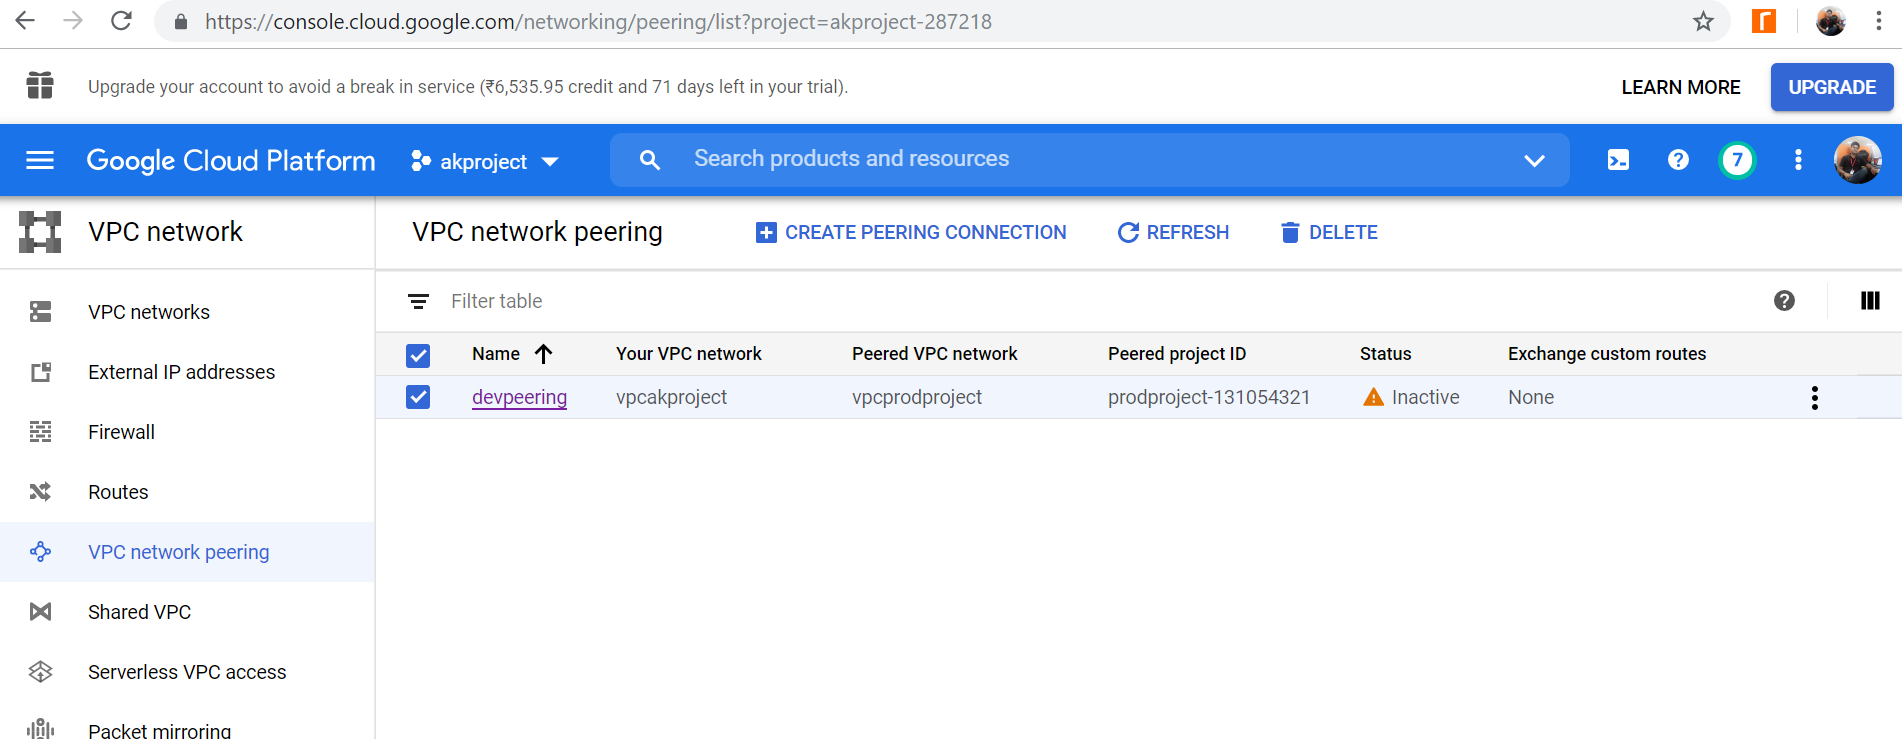 https://console.cloud.google.com/networking/peering/list?project=akproject-287218
Upgrade your account to avoid a break in service (₹6,535.95 credit and 71 days left in your trial).
LEARN MORE
UPGRADE
Google Cloud Platform
akproject
Search products and resources
7
VPC network
VPC network peering
CREATE PEERING CONNECTION
REFRESH
DELETE
VPC networks
External IP addresses
Firewall
Routes
VPC network peering
Shared VPC
Serverless VPC access
Packet mirroring
Filter table
Name Your VPC network Peered VPC network Peered project ID Status Exchange custom routes
devpeering vpcakproject vpcprodproject prodproject-131054321 Inactive None